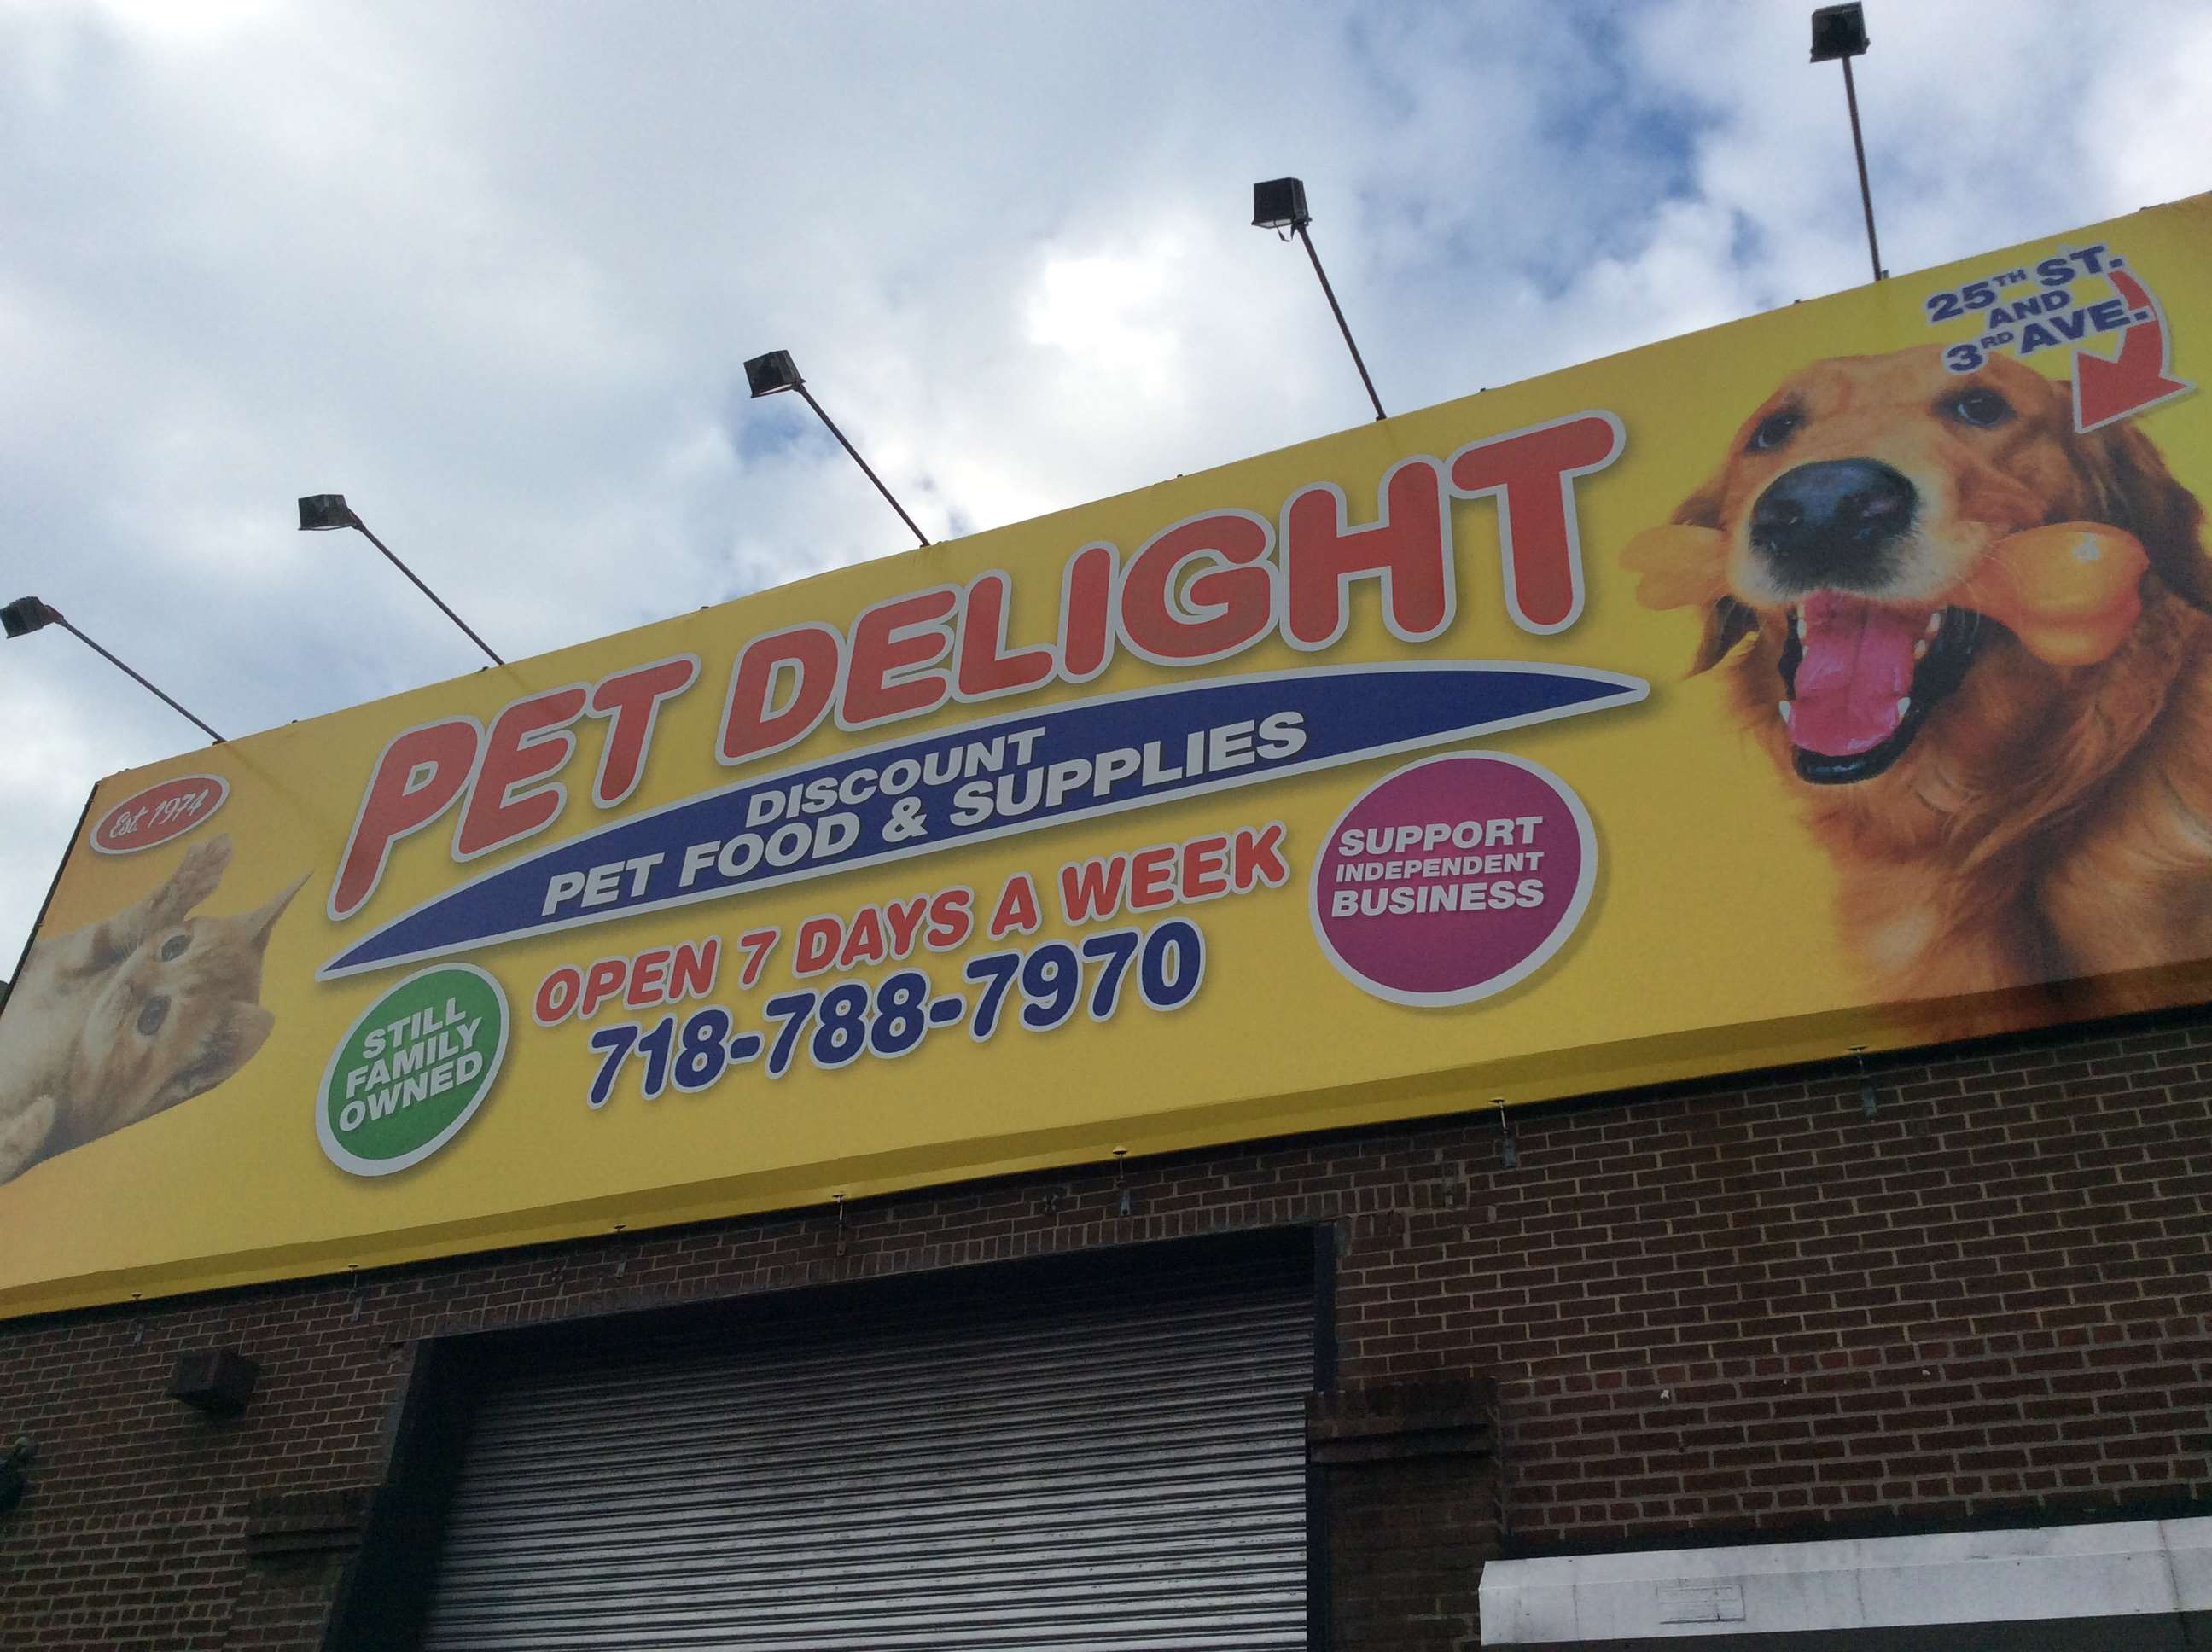 25TH ST.
AND
3RD AVE.
Est. 1974
PET DELIGHT
DISCOUNT
PET FOOD & SUPPLIES
OPEN 7 DAYS A WEEK
718-788-7970
STILL
FAMILY
OWNED
SUPPORT
INDEPENDENT
BUSINESS